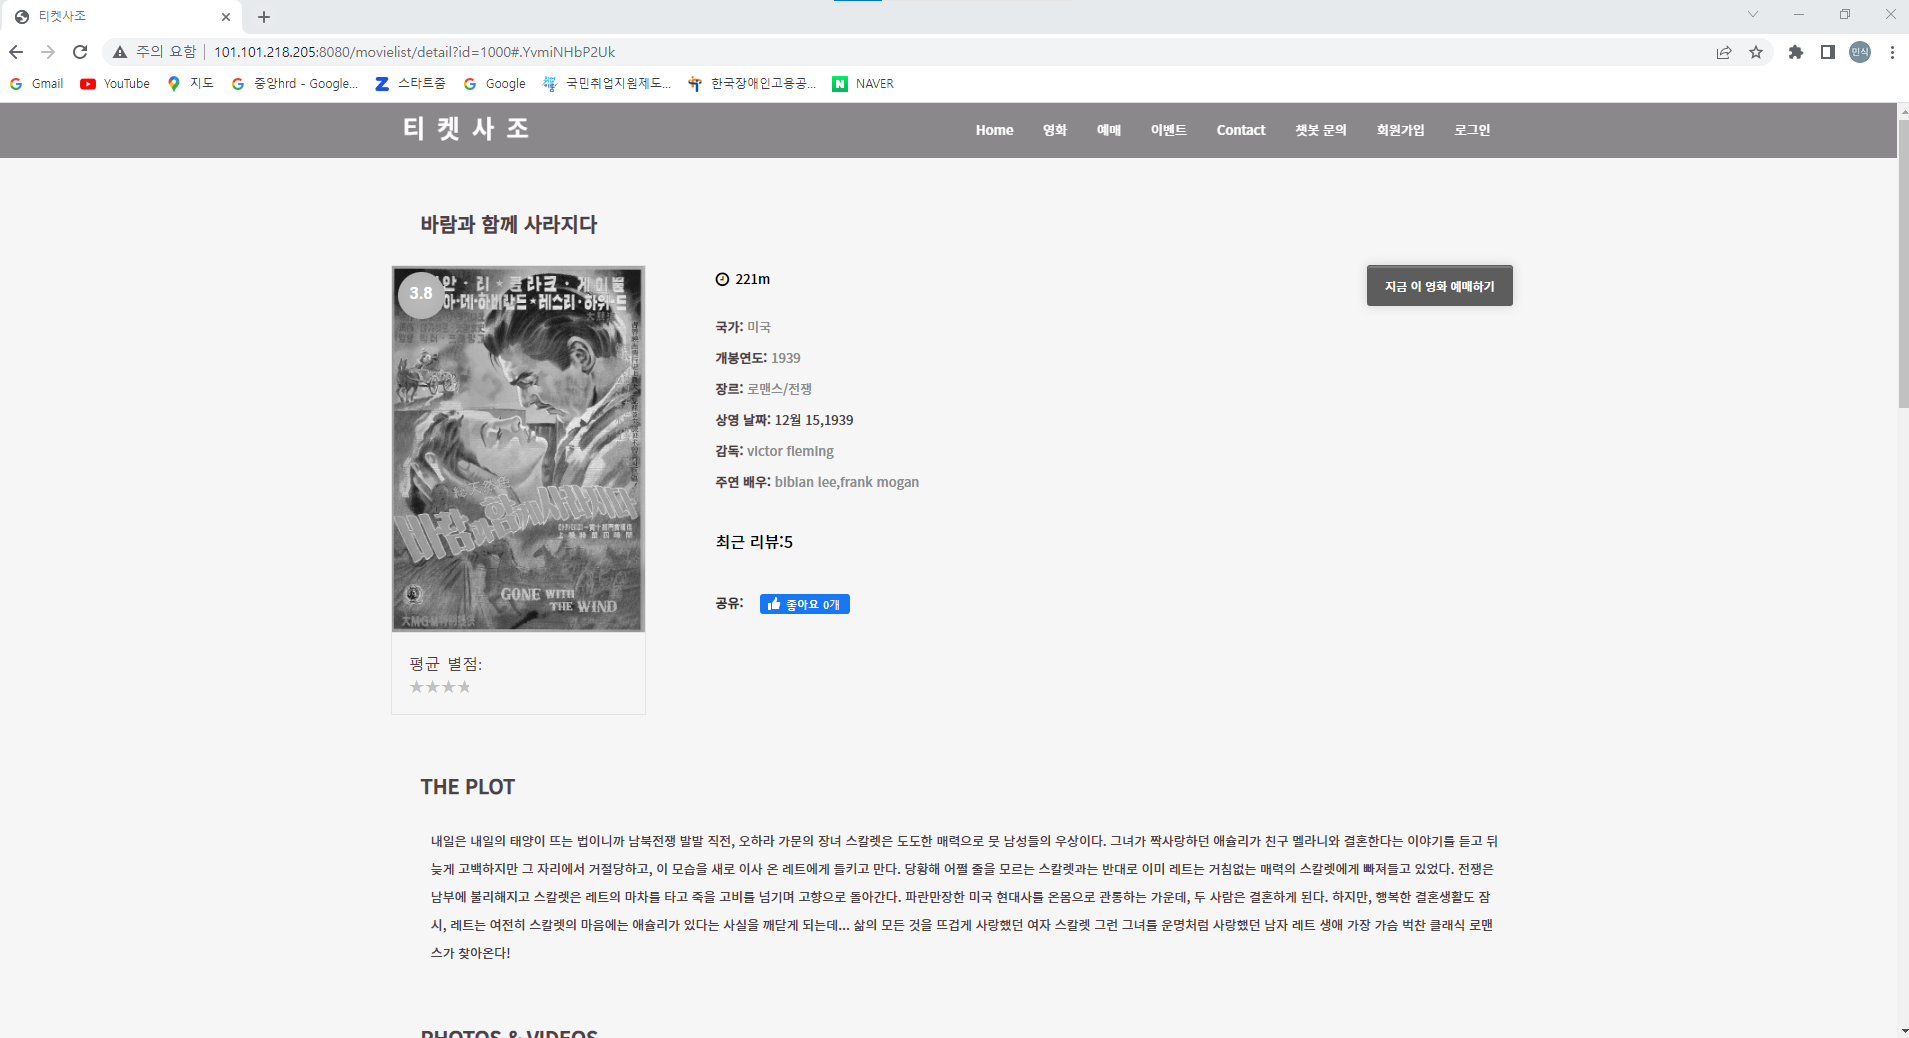 티켓사조
주의 요함 101.101.218.205:8080/movielist/detail?id=1000#.YvmiNHbP2Uk
민식
Gmail YouTube 지도 중앙hrd - Google... 스타트줌 Google 국민취업지원제도... 한국장애인고용공... NAVER
티 켓 사 조
Home 영화 예매 이벤트 Contact 챗봇 문의 회원가입 로그인
바람과 함께 사라지다
3.8
221m
지금 이 영화 예매하기
국가: 미국
개봉연도: 1939
장르: 로맨스/전쟁
상영 날짜: 12월 15,1939
감독: victor fleming
주연 배우: bibian lee,frank mogan
바람과 함께 사라지다
GONE WITH
THE WIND
최근 리뷰:5
공유: 좋아요 0개
평균 별점:
THE PLOT
내일은 내일의 태양이 뜨는 법이니까 남북전쟁 발발 직전, 오하라 가문의 장녀 스칼렛은 도도한 매력으로 뭇 남성들의 우상이다. 그녀가 짝사랑하던 애슐리가 친구 멜라니와 결혼한다는 이야기를 듣고 뒤
늦게 고백하지만 그 자리에서 거절당하고, 이 모습을 새로 이사 온 레트에게 들키고 만다. 당황해 어쩔 줄을 모르는 스칼렛과는 반대로 이미 레트는 거침없는 매력의 스칼렛에게 빠져들고 있었다. 전쟁은
남부에 불리해지고 스칼렛은 레트의 마차를 타고 죽을 고비를 넘기며 고향으로 돌아간다. 파란만장한 미국 현대사를 온몸으로 관통하는 가운데, 두 사람은 결혼하게 된다. 하지만, 행복한 결혼생활도 잠
시, 레트는 여전히 스칼렛의 마음에는 애슐리가 있다는 사실을 깨닫게 되는데... 삶의 모든 것을 뜨겁게 사랑했던 여자 스칼렛 그런 그녀를 운명처럼 사랑했던 남자 레트 생애 가장 가슴 벅찬 클래식 로맨
스가 찾아온다!
PHOTOS & VIDEOS